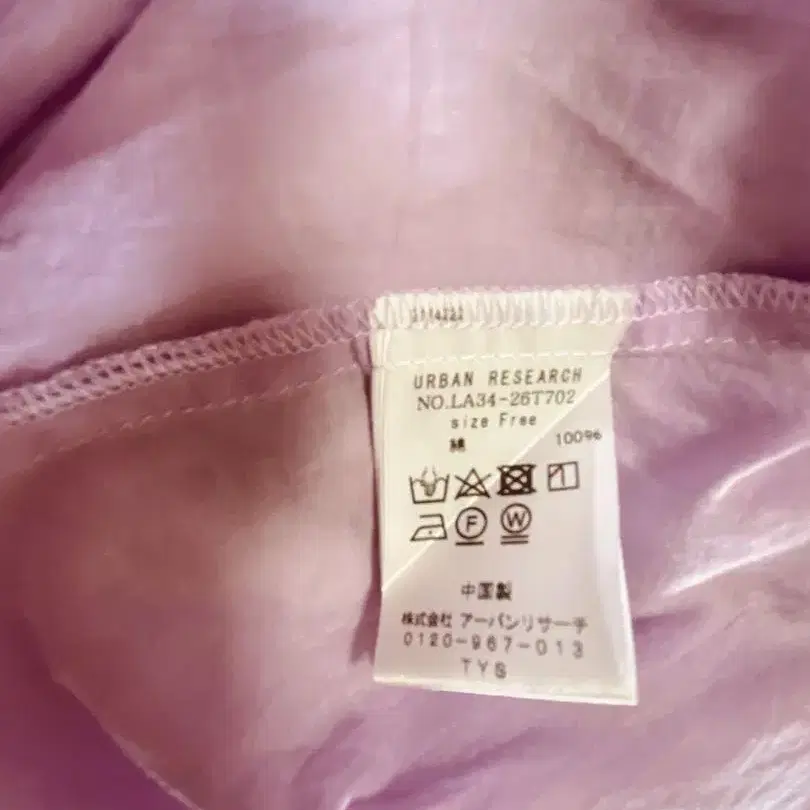 URBAN RESEARCH
NO.LA34-26T702
size Free
綿 100%
F W
中国製
株式会社 アーバンリサーチ
0120-967-013
TYS